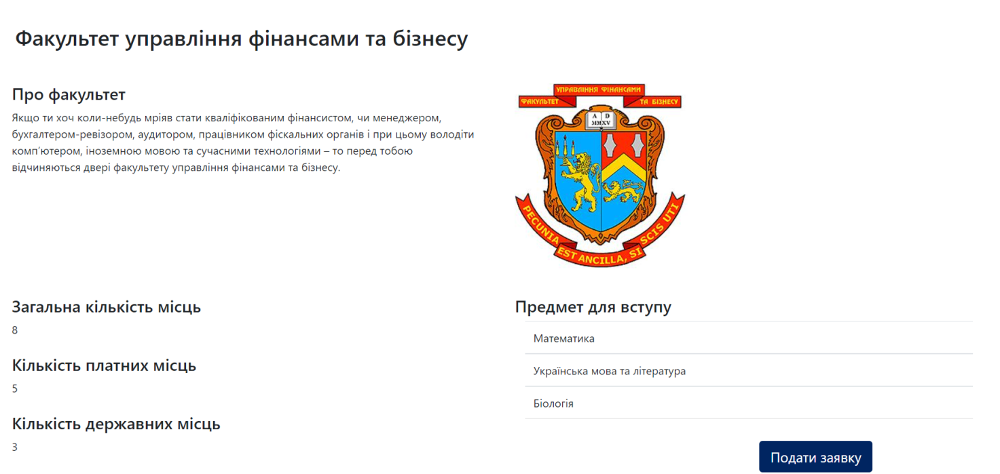 Факультет управління фінансами та бізнесу
Про факультет
Якщо ти хоч коли-небудь мріяв стати кваліфікованим фінансистом, чи менеджером,
бухгалтером-ревізором, аудитором, працівником фіскальних органів і при цьому володіти
комп’ютером, іноземною мовою та сучасними технологіями – то перед тобою
відчиняються двері факультету управління фінансами та бізнесу.
УПРАВЛІННЯ ФІНАНСАМИ
ФАКУЛЬТЕТ
ТА БІЗНЕСУ
A D
MMXV
PECUNIA
EST ANCILLA, SI
SCIS UTI
Загальна кількість місць
8
Кількість платних місць
5
Кількість державних місць
3
Предмет для вступу
Математика
Українська мова та література
Біологія
Подати заявку